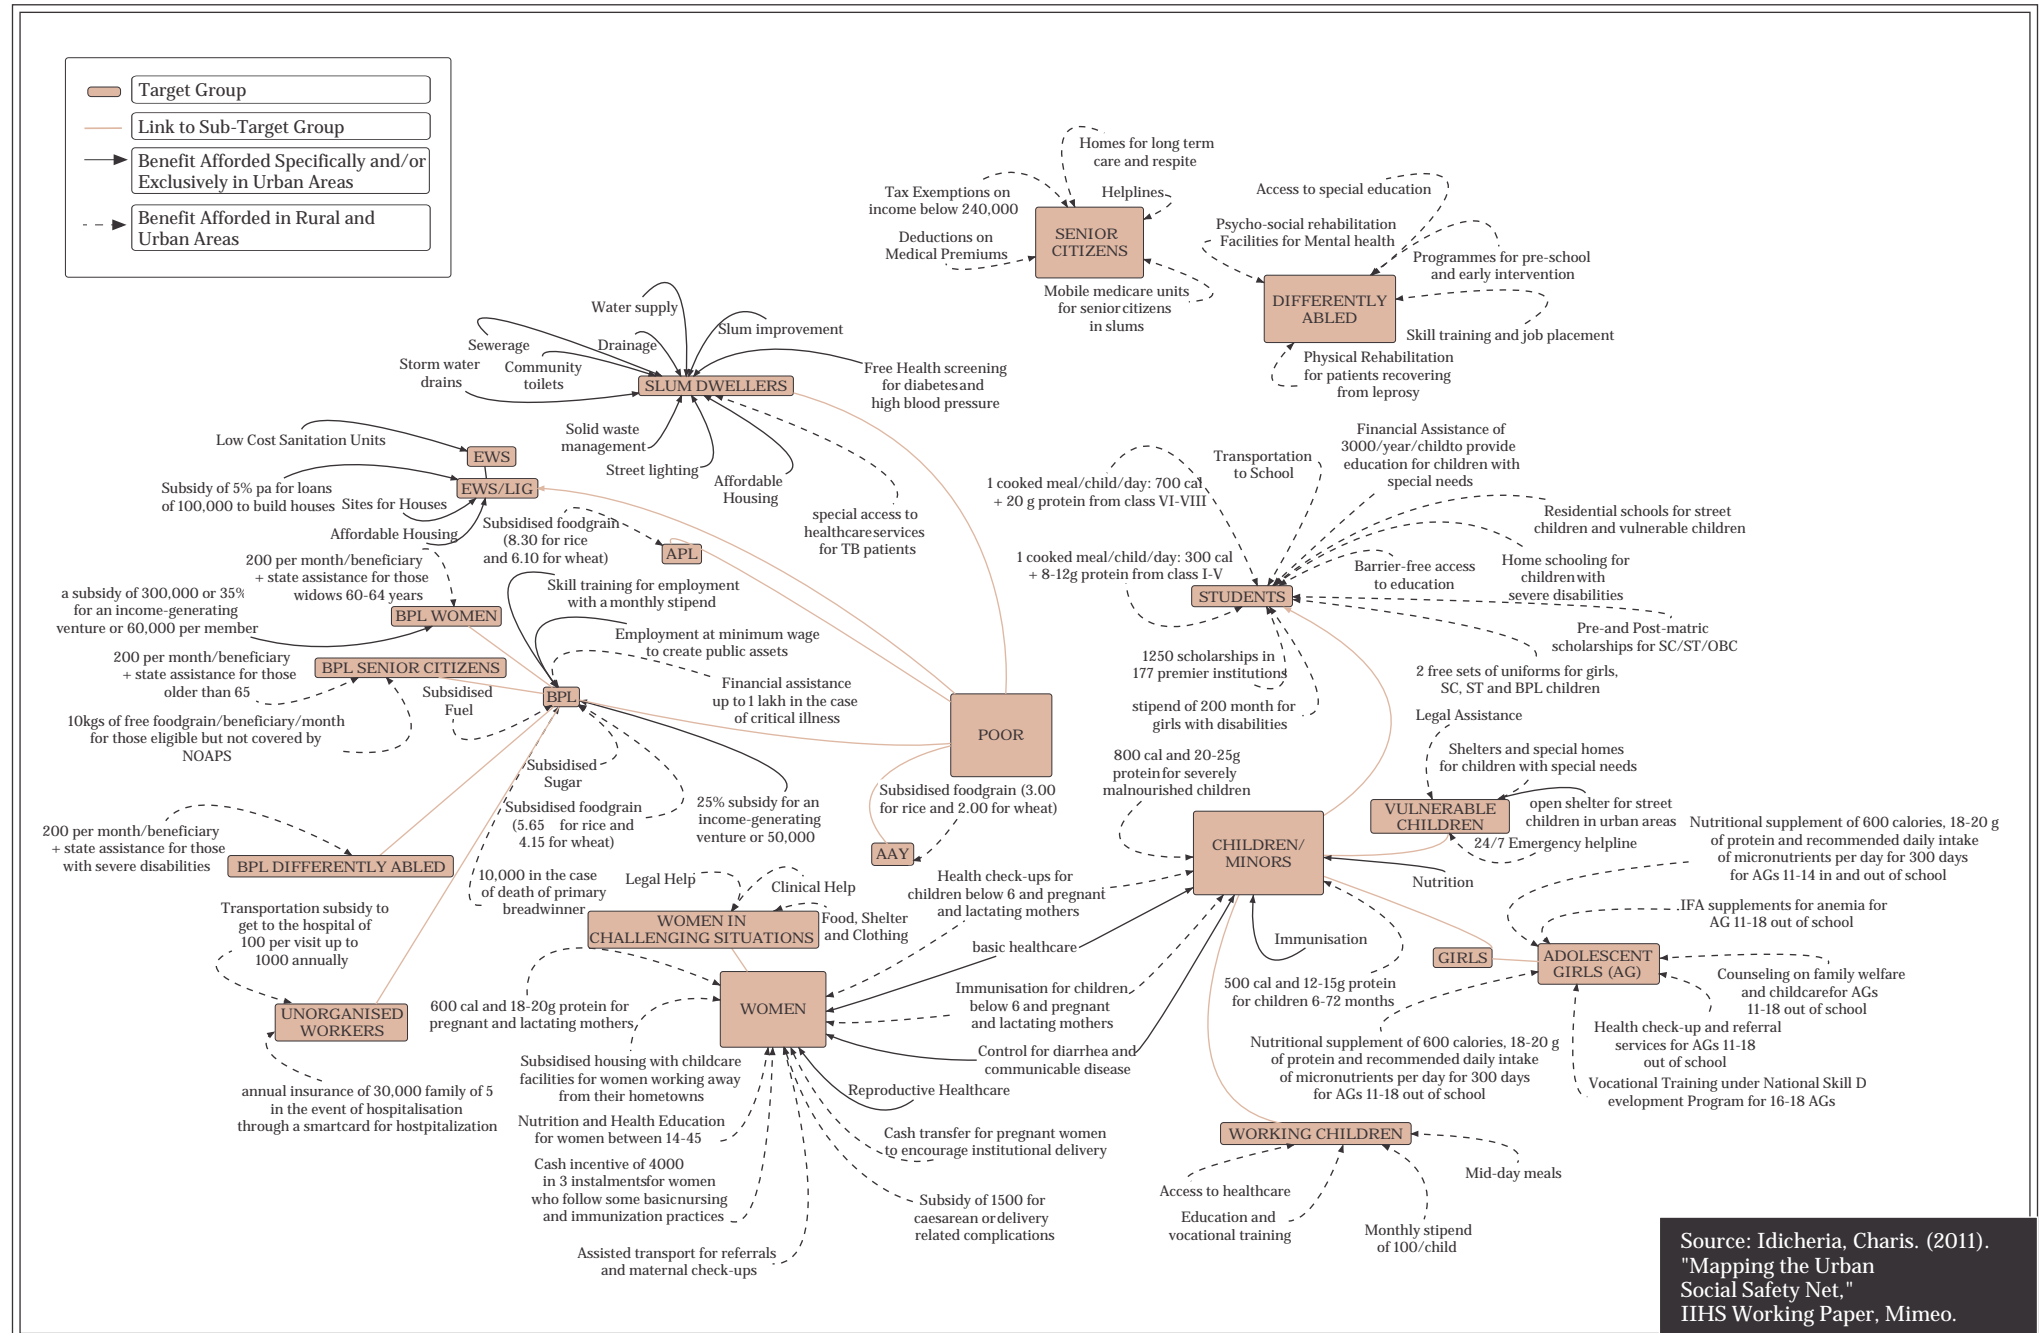 Target Group
Link to Sub-Target Group
Benefit Afforded Specifically and/or
Exclusively in Urban Areas
Benefit Afforded in Rural and
Urban Areas
Homes for long term
care and respite
Tax Exemptions on
income below 240,000
Helplines
Deductions on
Medical Premiums
SENIOR
CITIZENS
Mobile medicare units
for senior citizens
in slums
Access to special education
Psycho-social rehabilitation
Facilities for Mental health
Programmes for pre-school
and early intervention
DIFFERENTLY
ABLED
Skill training and job placement
Physical Rehabilitation
for patients recovering
from leprosy
Water supply
Slum improvement
Sewerage
Drainage
Storm water
drains
Community
toilets
Free Health screening
for diabetes and
high blood pressure
SLUM DWELLERS
Solid waste
management
Street lighting
Affordable
Housing
special access to
healthcare services
for TB patients
Low Cost Sanitation Units
EWS
EWS/LIG
Subsidy of 5% pa for loans
of 100,000 to build houses
Sites for Houses
Affordable Housing
Subsidised foodgrain
(8.30 for rice
and 6.10 for wheat)
APL
200 per month/beneficiary
+ state assistance for those
widows 60-64 years
a subsidy of 300,000 or 35%
for an income-generating
venture or 60,000 per member
BPL WOMEN
Skill training for employment
with a monthly stipend
Employment at minimum wage
to create public assets
200 per month/beneficiary
+ state assistance for those
older than 65
BPL SENIOR CITIZENS
Subsidised
Fuel
BPL
Financial assistance
up to 1 lakh in the case
of critical illness
10kgs of free foodgrain/beneficiary/month
for those eligible but not covered by
NOAPS
POOR
Subsidised
Sugar
Subsidised foodgrain
(5.65 for rice and
4.15 for wheat)
25% subsidy for an
income-generating
venture or 50,000
Subsidised foodgrain (3.00
for rice and 2.00 for wheat)
AAY
200 per month/beneficiary
+ state assistance for those
with severe disabilities
BPL DIFFERENTLY ABLED
10,000 in the case
of death of primary
breadwinner
Legal Help
Clinical Help
Food, Shelter
and Clothing
WOMEN IN
CHALLENGING SITUATIONS
Transportation subsidy to
get to the hospital of
100 per visit up to
1000 annually
UNORGANISED
WORKERS
annual insurance of 30,000 family of 5
in the event of hospitalisation
through a smartcard for hostpitalization
600 cal and 18-20g protein for
pregnant and lactating mothers
WOMEN
Subsidised housing with childcare
facilities for women working away
from their hometowns
Nutrition and Health Education
for women between 14-45
Cash incentive of 4000
in 3 instalmentsfor women
who follow some basic nursing
and immunization practices
Assisted transport for referrals
and maternal check-ups
Reproductive Healthcare
Cash transfer for pregnant women
to encourage institutional delivery
Subsidy of 1500 for
caesarean or delivery
related complications
Health check-ups for
children below 6 and pregnant
and lactating mothers
basic healthcare
Immunisation for children
below 6 and pregnant
and lactating mothers
Control for diarrhea and
communicable disease
1 cooked meal/child/day: 700 cal
+ 20 g protein from class VI-VIII
Transportation
to School
Financial Assistance of
3000/year/childto provide
education for children with
special needs
Residential schools for street
children and vulnerable children
1 cooked meal/child/day: 300 cal
+ 8-12g protein from class I-V
Barrier-free access
to education
Home schooling for
children with
severe disabilities
STUDENTS
Pre-and Post-matric
scholarships for SC/ST/OBC
1250 scholarships in
177 premier institutions
2 free sets of uniforms for girls,
SC, ST and BPL children
stipend of 200 month for
girls with disabilities
Legal Assistance
Shelters and special homes
for children with special needs
800 cal and 20-25g
protein for severely
malnourished children
VULNERABLE
CHILDREN
open shelter for street
children in urban areas
24/7 Emergency helpline
CHILDREN/
MINORS
Nutrition
Immunisation
500 cal and 12-15g protein
for children 6-72 months
Nutritional supplement of 600 calories, 18-20 g
of protein and recommended daily intake
of micronutrients per day for 300 days
for AGs 11-14 in and out of school
IFA supplements for anemia for
AG 11-18 out of school
GIRLS
ADOLESCENT
GIRLS (AG)
Counseling on family welfare
and childcarefor AGs
11-18 out of school
Health check-up and referral
services for AGs 11-18
out of school
Nutritional supplement of 600 calories, 18-20 g
of protein and recommended daily intake
of micronutrients per day for 300 days
for AGs 11-18 out of school
Vocational Training under National Skill D
evelopment Program for 16-18 AGs
WORKING CHILDREN
Mid-day meals
Access to healthcare
Education and
vocational training
Monthly stipend
of 100/child
Source: Idicheria, Charis. (2011).
"Mapping the Urban
Social Safety Net,"
IIHS Working Paper, Mimeo.